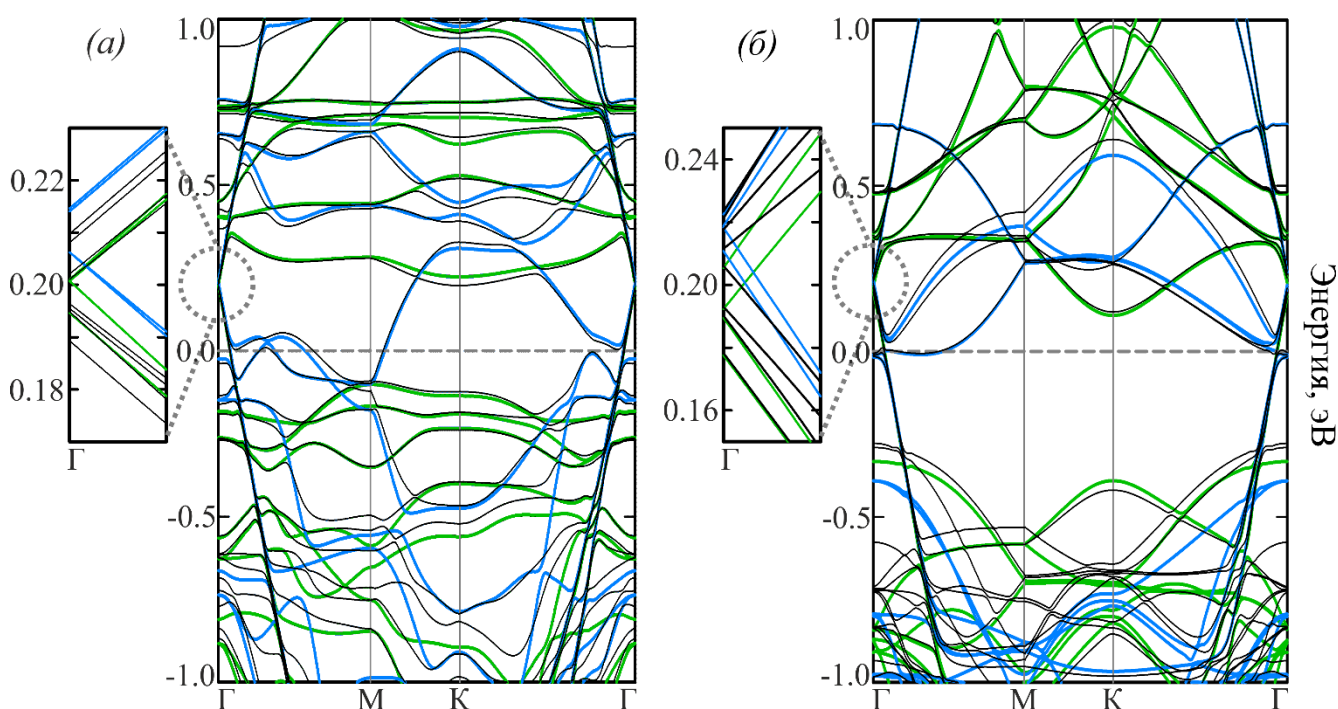 (а)
1.0
0.5
0.0
-0.5
-1.0
0.22
0.20
0.18
Γ
Γ
М
К
Γ
(б)
1.0
0.5
0.0
-0.5
-1.0
0.24
0.20
0.16
Γ
Γ
М
К
Γ
Энергия, эВ